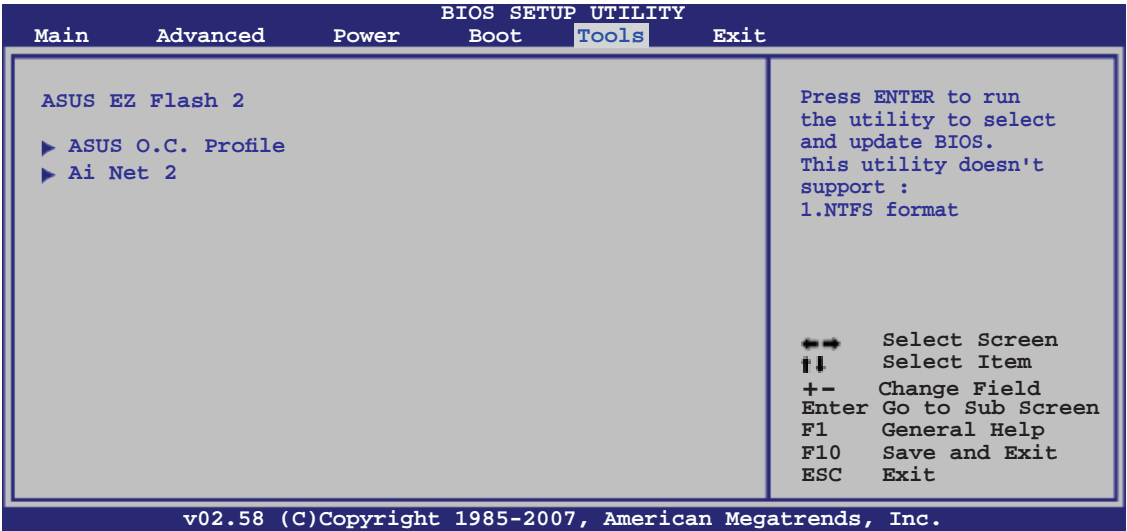 BIOS SETUP UTILITY
Main Advanced Power Boot Tools Exit
ASUS EZ Flash 2
ASUS O.C. Profile
Ai Net 2
Press ENTER to run
the utility to select
and update BIOS.
This utility doesn't
support :
1.NTFS format
Select Screen
Select Item
+- Change Field
Enter Go to Sub Screen
F1 General Help
F10 Save and Exit
ESC Exit
v02.58 (C)Copyright 1985-2007, American Megatrends, Inc.